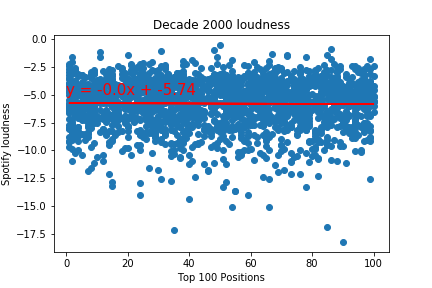 Decade 2000 loudness
0.0
−2.5
−5.0
−7.5
−10.0
−12.5
−15.0
−17.5
Spotify loudness
y = -0.0x + -5.74
0 20 40 60 80 100
Top 100 Positions